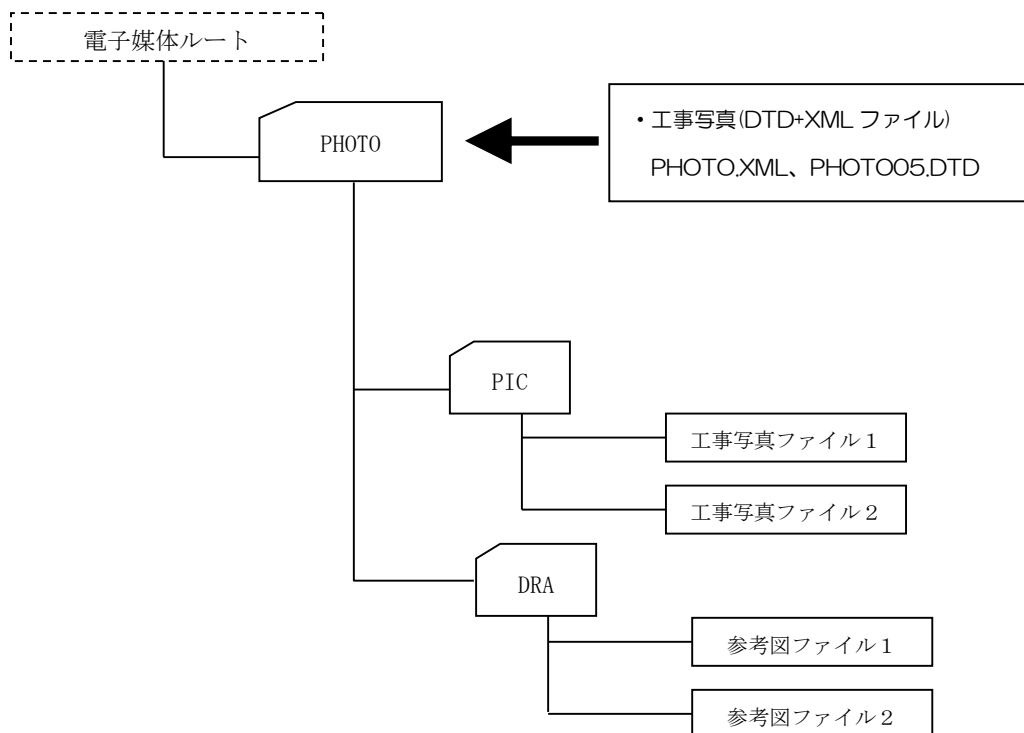 電子媒体ルート
PHOTO
・工事写真(DTD+XML ファイル)
PHOTO.XML、PHOTO05.DTD
PIC
工事写真ファイル１
工事写真ファイル２
DRA
参考図ファイル１
参考図ファイル２